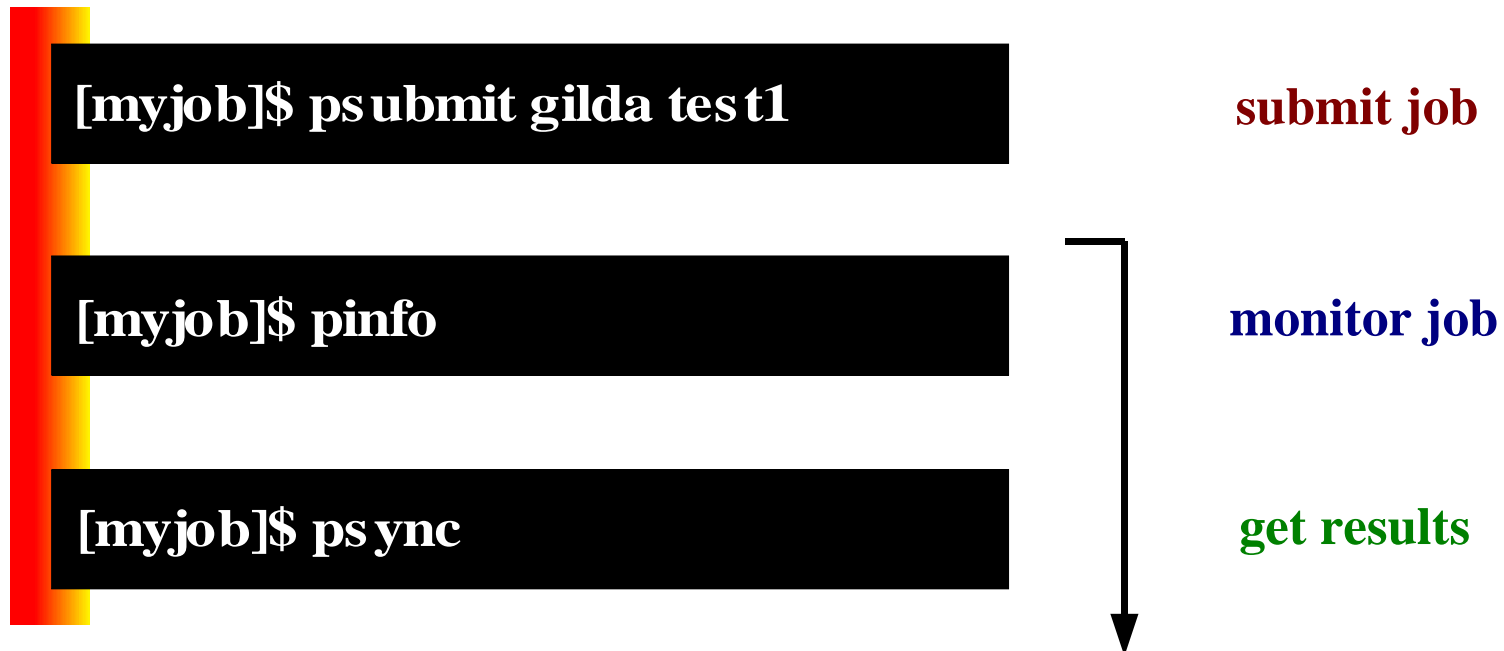 [myjob]$ psubmit gilda test1
submit job
[myjob]$ pinfo
monitor job
[myjob]$ psync
get results